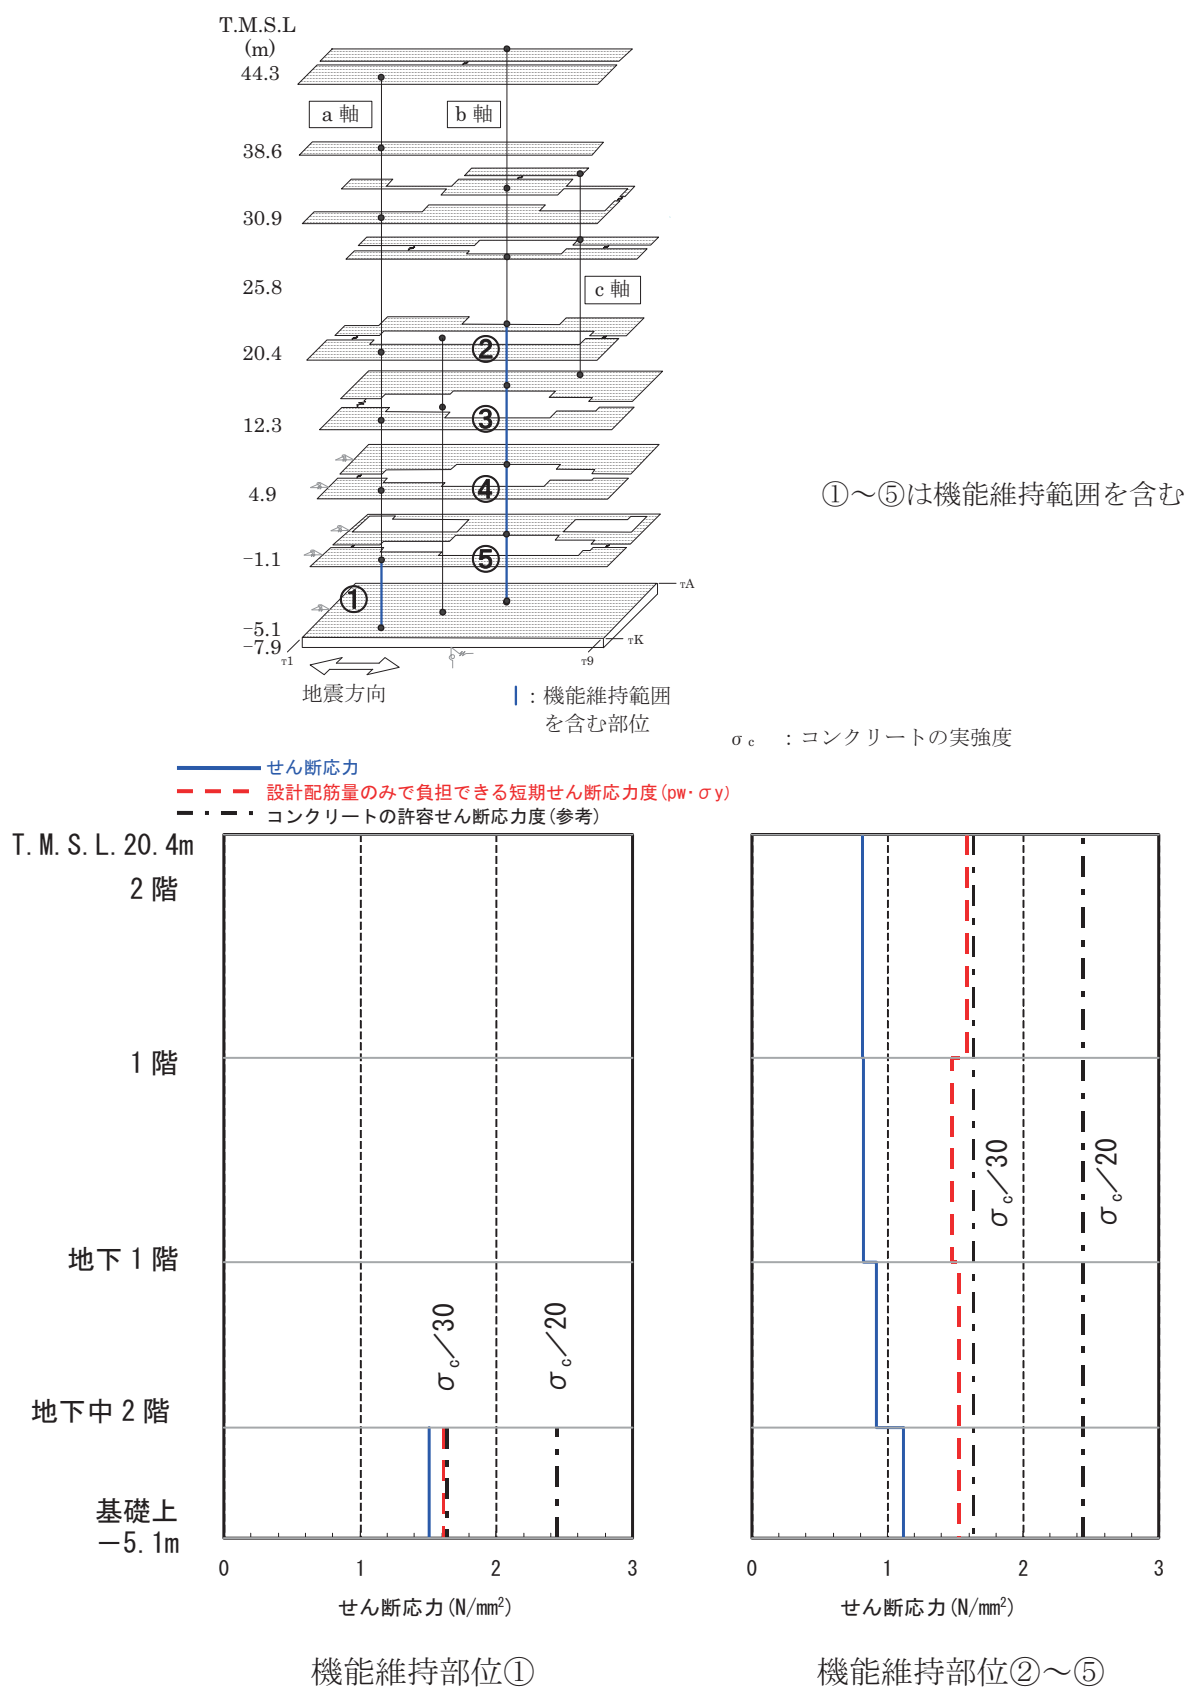 T.M.S.L
(m)
44.3
a 軸
b 軸
38.6
30.9
25.8
c 軸
20.4
②
12.3
③
4.9
④
①～⑤は機能維持範囲を含む
-1.1
⑤
TA
①
-5.1
TK
-7.9
T1
T9
地震方向
｜：機能維持範囲
を含む部位
σc ：コンクリートの実強度
せん断応力
設計配筋量のみで負担できる短期せん断応力度(pw・σy)
コンクリートの許容せん断応力度(参考)
T.M.S.L.20.4m
2階
1階
地下1階
地下中2階
基礎上
－5.1m
σc／30
σc／20
0 1 2 3
せん断応力(N/mm²)
機能維持部位①
σc／30
σc／20
0 1 2 3
せん断応力(N/mm²)
機能維持部位②～⑤